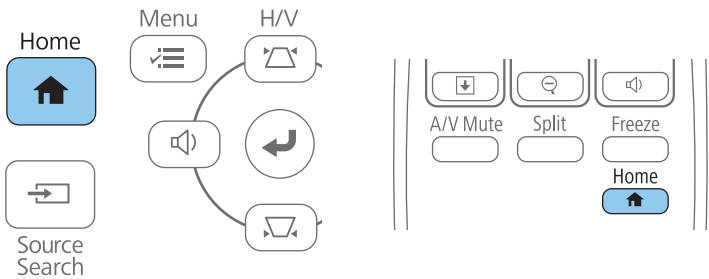 Menu
H/V
Home
Source
Search
A/V Mute
Split
Freeze
Home